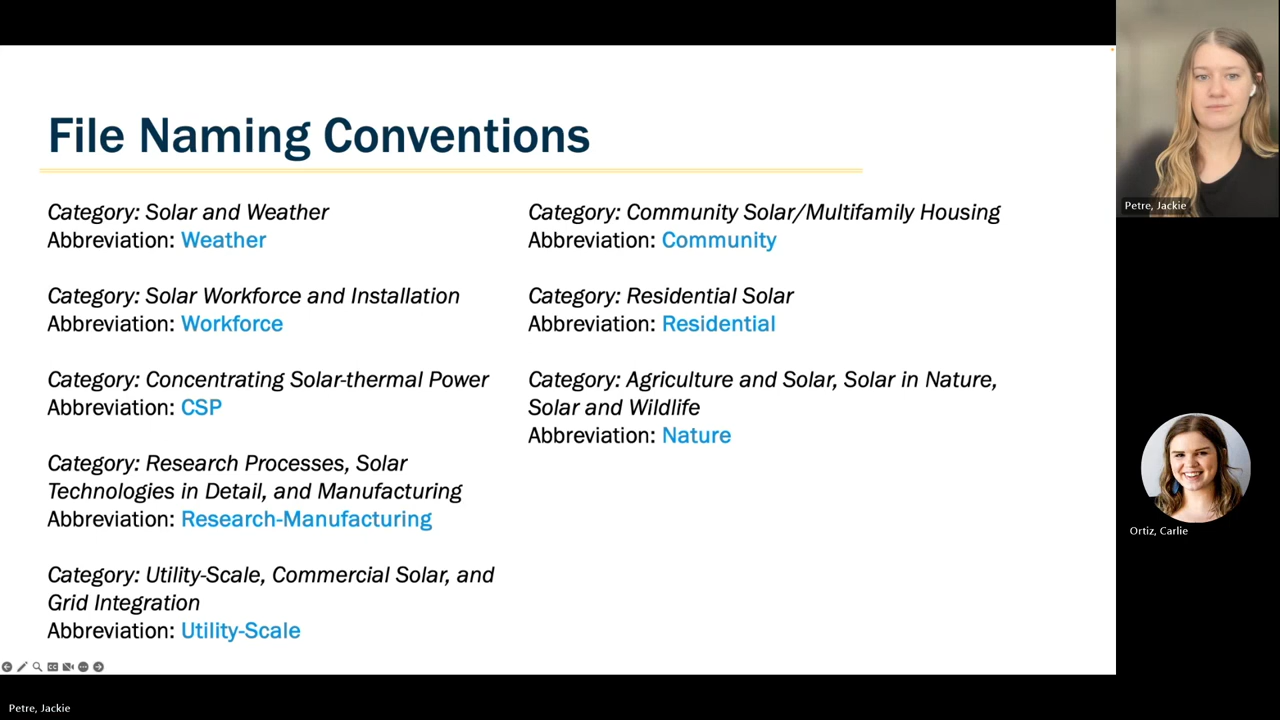 File Naming Conventions
Category: Solar and Weather
Abbreviation: Weather
Category: Solar Workforce and Installation
Abbreviation: Workforce
Category: Concentrating Solar-thermal Power
Abbreviation: CSP
Category: Research Processes, Solar
Technologies in Detail, and Manufacturing
Abbreviation: Research-Manufacturing
Category: Utility-Scale, Commercial Solar, and
Grid Integration
Abbreviation: Utility-Scale
Category: Community Solar/Multifamily Housing
Abbreviation: Community
Category: Residential Solar
Abbreviation: Residential
Category: Agriculture and Solar, Solar in Nature,
Solar and Wildlife
Abbreviation: Nature
Petre, Jackie
Ortiz, Carlie
Petre, Jackie